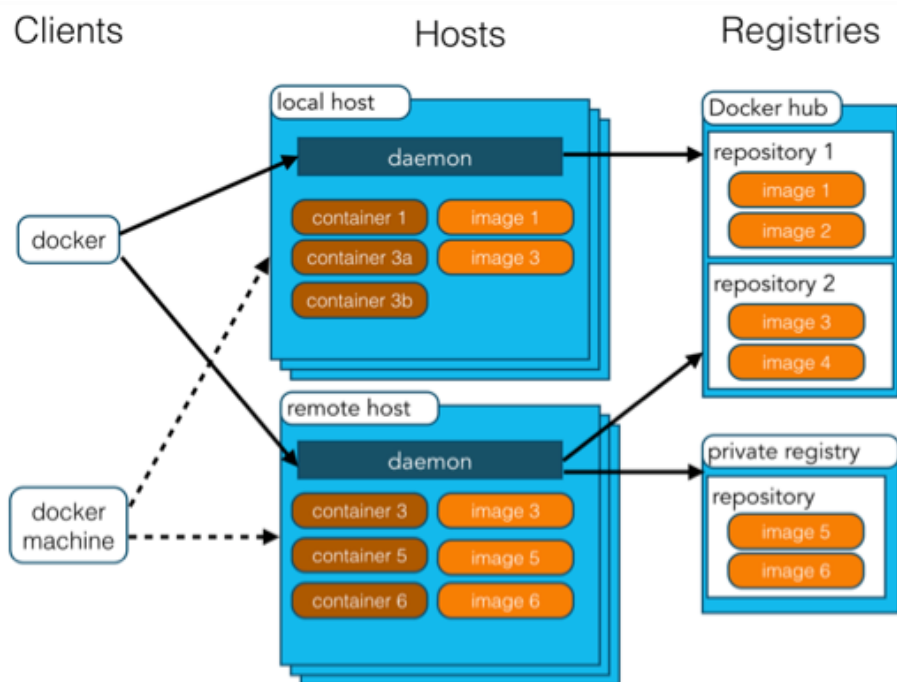 Clients
Hosts
Registries
docker
docker
machine
local host
daemon
container 1
image 1
container 3a
image 3
container 3b
remote host
daemon
container 3
image 3
container 5
image 5
container 6
image 6
Docker hub
repository 1
image 1
image 2
repository 2
image 3
image 4
private registry
repository
image 5
image 6